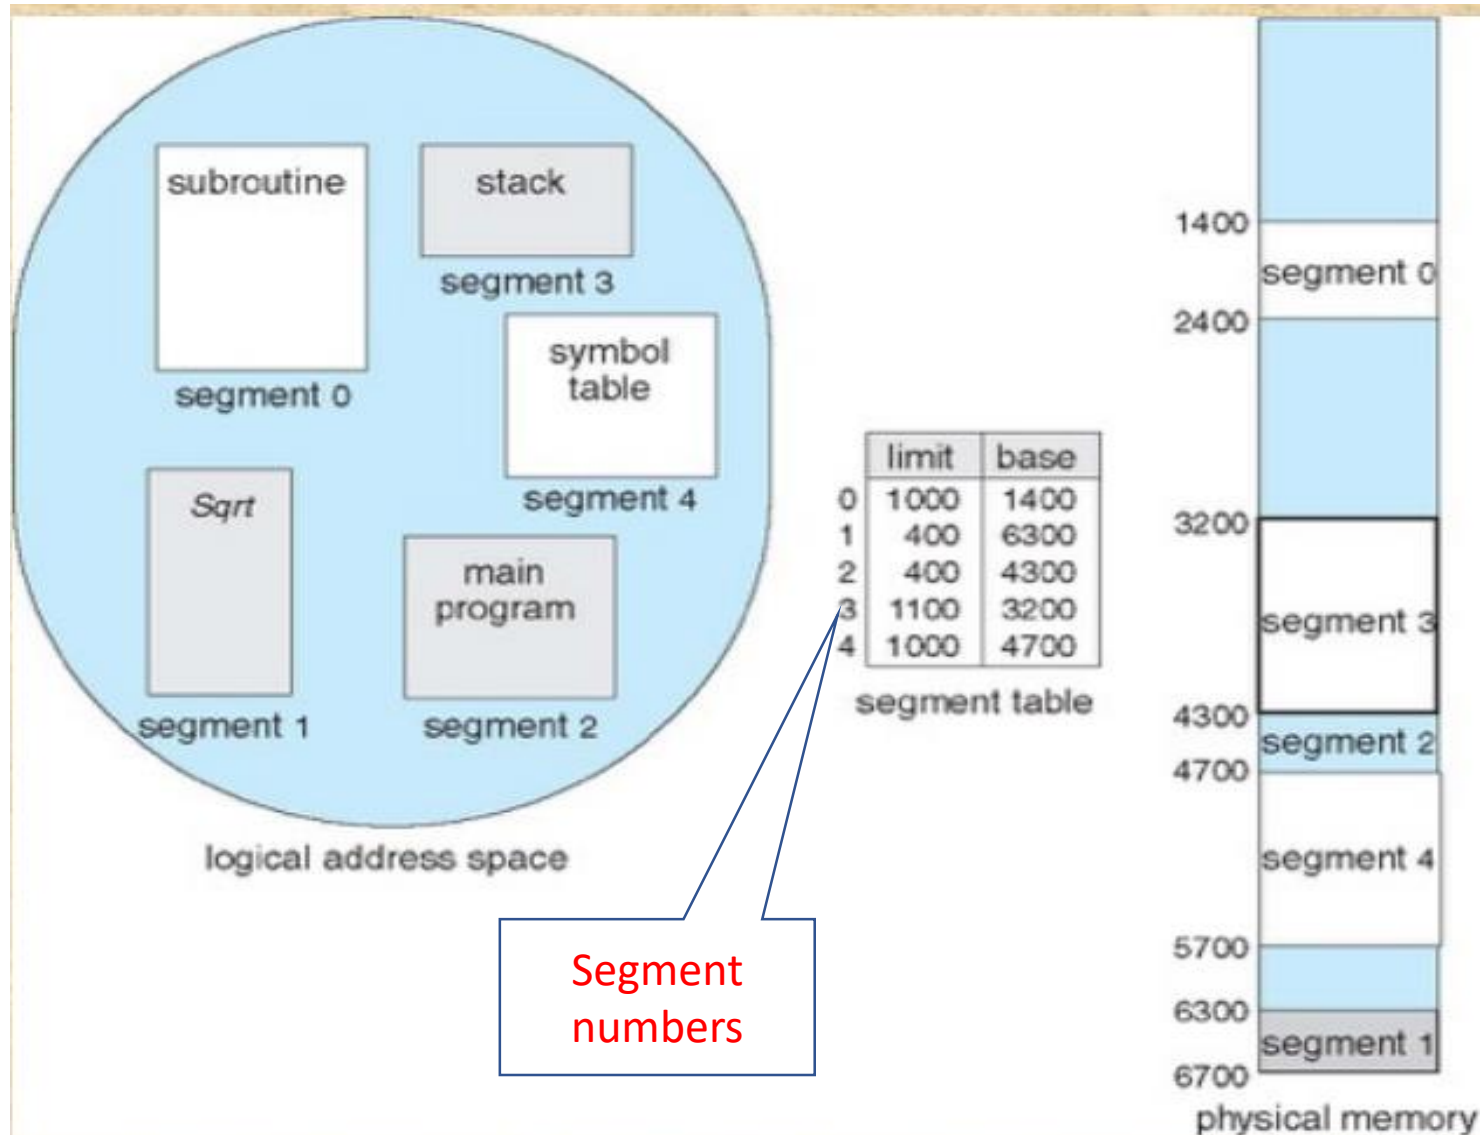 subroutine
segment 0
stack
segment 3
symbol
table
segment 4
Sqrt
segment 1
main
program
segment 2
logical address space
limit base
0 1000 1400
1 400 6300
2 400 4300
3 1100 3200
4 1000 4700
segment table
Segment
numbers
1400
segment 0
2400
3200
segment 3
4300
segment 2
4700
segment 4
5700
6300
segment 1
6700
physical memory